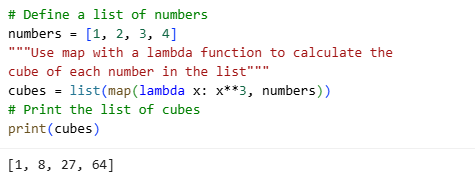 # Define a list of numbers
numbers = [1, 2, 3, 4]
"""Use map with a lambda function to calculate the
cube of each number in the list"""
cubes = list(map(lambda x: x**3, numbers))
# Print the list of cubes
print(cubes)
[1, 8, 27, 64]